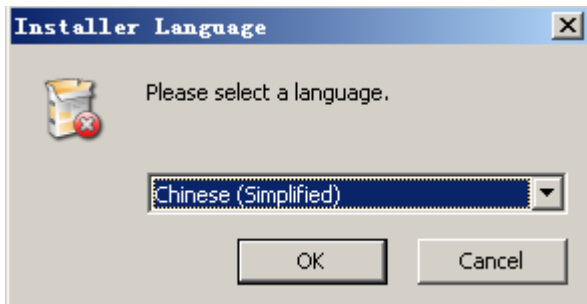 Installer Language
Please select a language.
Chinese (Simplified)
OK
Cancel